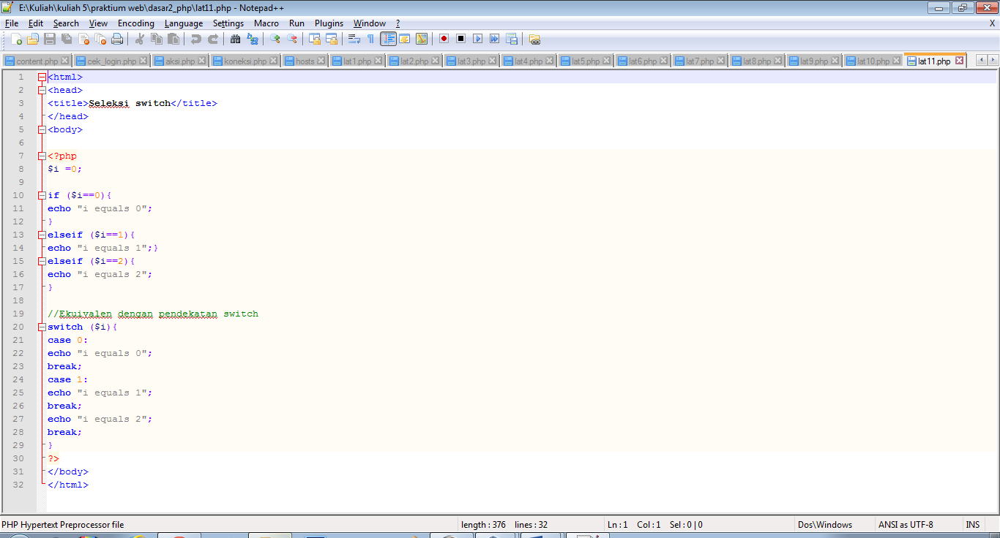 E:\Kuliah\kuliah 5\praktium web\dasar2_php\lat11.php - Notepad++
File Edit Search View Encoding Language Settings Macro Run Plugins Window ? X
content.php cek_login.php aksi.php koneksi.php hosts lat1.php lat2.php lat3.php lat4.php lat5.php lat6.php lat7.php lat8.php lat9.php lat10.php lat11.php
1 <html>
2 <head>
3 <title>Seleksi switch</title>
4 </head>
5 <body>
6
7 <?php
8 $i =0;
9
10 if ($i==0){
11 echo "i equals 0";
12 }
13 elseif ($i==1){
14 echo "i equals 1";}
15 elseif ($i==2){
16 echo "i equals 2";
17 }
18
19 //Ekuivalen dengan pendekatan switch
20 switch ($i){
21 case 0:
22 echo "i equals 0";
23 break;
24 case 1:
25 echo "i equals 1";
26 break;
27 echo "i equals 2";
28 break;
29 }
30 ?>
31 </body>
32 </html>
PHP Hypertext Preprocessor file length : 376 lines : 32 Ln : 1 Col : 1 Sel : 0 | 0 Dos\Windows ANSI as UTF-8 INS